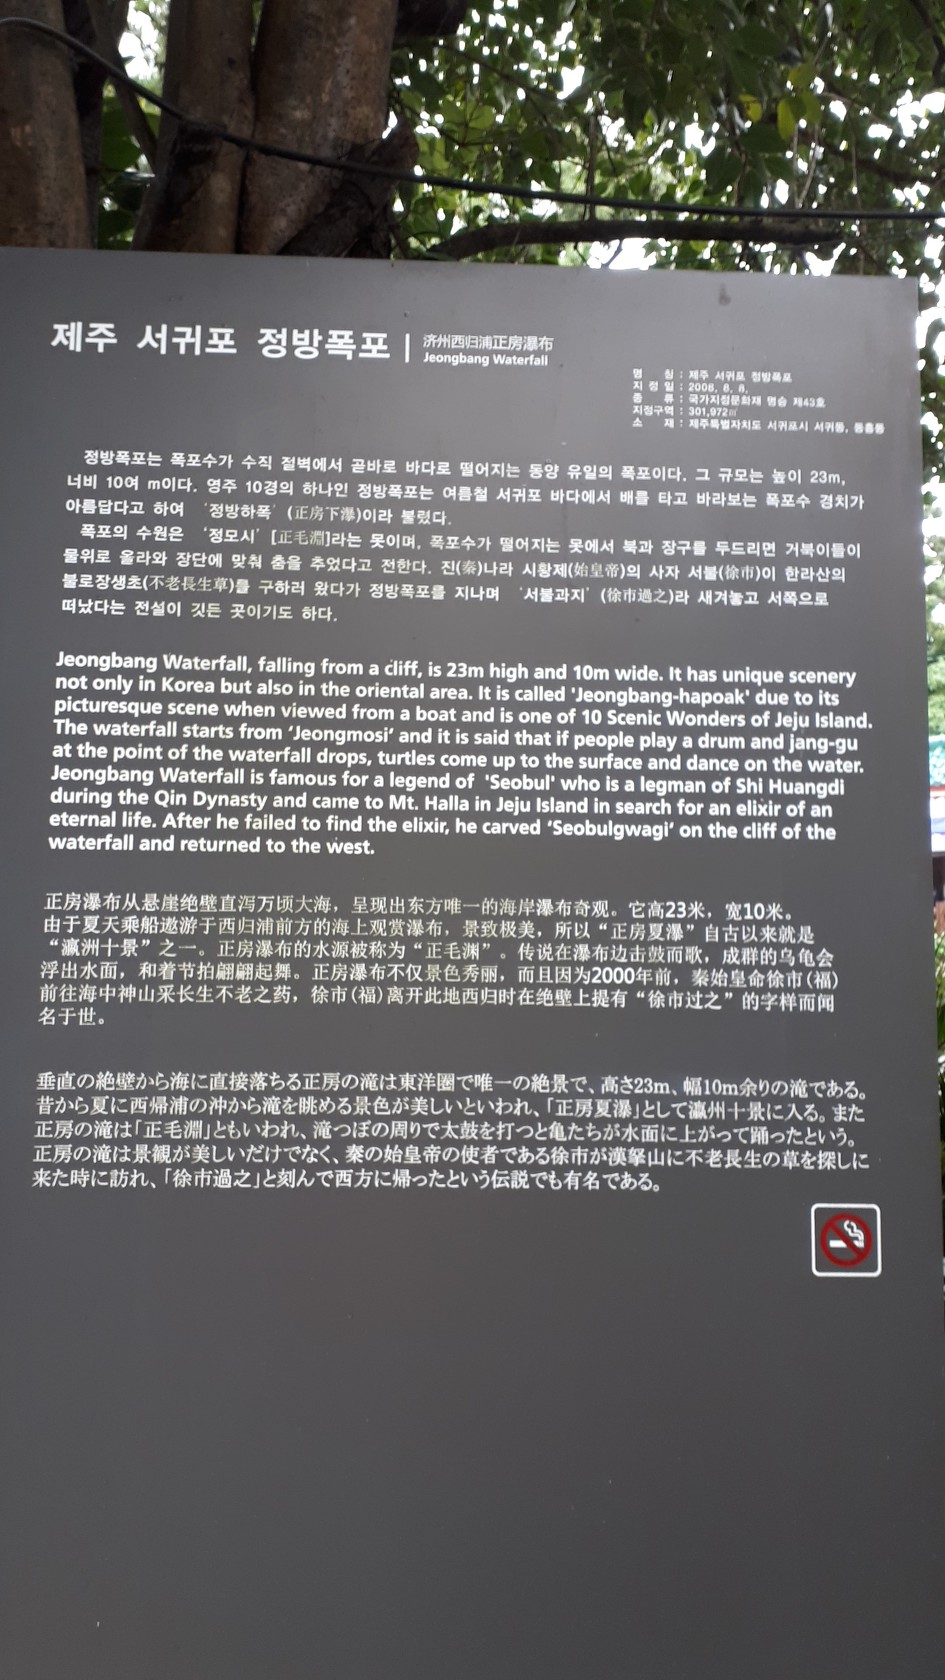 제주 서귀포 정방폭포
济州西归浦正房瀑布
Jeongbang Waterfall
명 칭 : 제주 서귀포 정방폭포
지 정 일 : 2008. 8. 8.
종 류 : 국가지정문화재 명승 제43호
지정구역 : 301,972㎡
소 재 : 제주특별자치도 서귀포시 서귀동, 동홍동
정방폭포는 폭포수가 수직 절벽에서 곧바로 바다로 떨어지는 동양 유일의 폭포이다. 그 규모는 높이 23m,
너비 10여 m이다. 영주 10경의 하나인 정방폭포는 여름철 서귀포 바다에서 배를 타고 바라보는 폭포수 경치가
아름답다고 하여 '정방하폭' (正房下瀑)이라 불렸다.
폭포의 수원은 '정모시' [正毛淵]라는 못이며, 폭포수가 떨어지는 못에서 북과 장구를 두드리면 거북이들이
물위로 올라와 장단에 맞춰 춤을 추었다고 전한다. 진(秦)나라 시황제(始皇帝)의 사자 서불(徐市)이 한라산의
불로장생초(不老長生草)를 구하러 왔다가 정방폭포를 지나며 '서불과지' (徐市過之)라 새겨놓고 서쪽으로
떠났다는 전설이 깃든 곳이기도 하다.
Jeongbang Waterfall, falling from a cliff, is 23m high and 10m wide. It has unique scenery
not only in Korea but also in the oriental area. It is called 'Jeongbang-hapoak' due to its
picturesque scene when viewed from a boat and is one of 10 Scenic Wonders of Jeju Island.
The waterfall starts from 'Jeongmosi' and it is said that if people play a drum and jang-gu
at the point of the waterfall drops, turtles come up to the surface and dance on the water.
Jeongbang Waterfall is famous for a legend of 'Seobul' who is a legman of Shi Huangdi
during the Qin Dynasty and came to Mt. Halla in Jeju Island in search for an elixir of an
eternal life. After he failed to find the elixir, he carved 'Seobulgwagi' on the cliff of the
waterfall and returned to the west.
正房瀑布从悬崖绝壁直泻万顷大海，呈现出东方唯一的海岸瀑布奇观。它高23米，宽10米。
由于夏天乘船遨游于西归浦前方的海上观赏瀑布，景致极美，所以“正房夏瀑”自古以来就是
“瀛洲十景”之一。正房瀑布的水源被称为“正毛渊”。传说在瀑布边击鼓而歌，成群的乌龟会
浮出水面，和着节拍翩翩起舞。正房瀑布不仅景色秀丽，而且因为2000年前，秦始皇命徐市(福)
前往海中神山采长生不老之药，徐市(福)离开此地西归时在绝壁上提有“徐市过之”的字样而闻
名于世。
垂直の絶壁から海に直接落ちる正房の滝は東洋圏で唯一の絶景で、高さ23m、幅10m余りの滝である。
昔から夏に西帰浦の沖から滝を眺める景色が美しいといわれ、「正房夏瀑」として瀛州十景に入る。また
正房の滝は「正毛淵」ともいわれ、滝つぼの周りで太鼓を打つと亀たちが水面に上がって踊ったという。
正房の滝は景観が美しいだけでなく、秦の始皇帝の使者である徐市が漢拏山に不老長生の草を探しに
来た時に訪れ、「徐市過之」と刻んで西方に帰ったという伝説でも有名である。